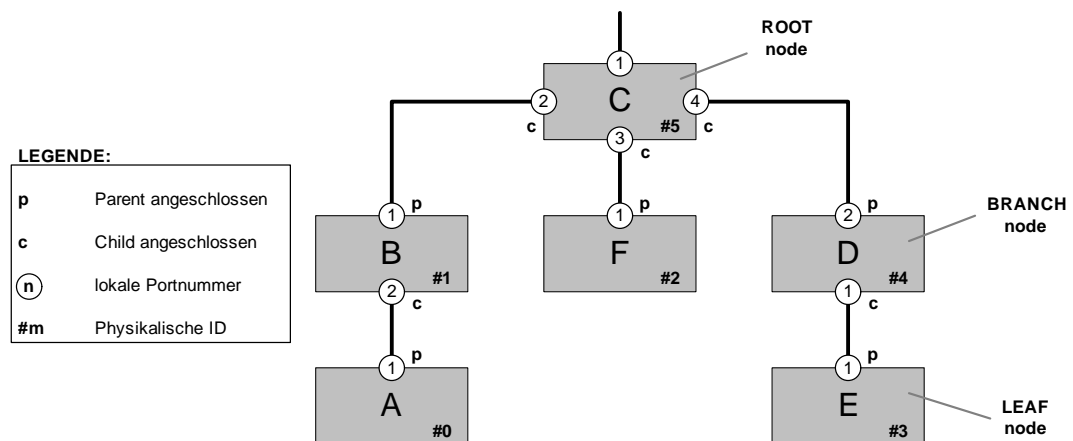 ROOT
node
1
2
C
4
c
#5
c
3
c
LEGENDE:
p Parent angeschlossen
c Child angeschlossen
n lokale Portnummer
#m Physikalische ID
1
p
B
#1
2
c
1
p
F
#2
2
p
D
#4
1
c
BRANCH
node
1
p
A
#0
1
p
E
#3
LEAF
node